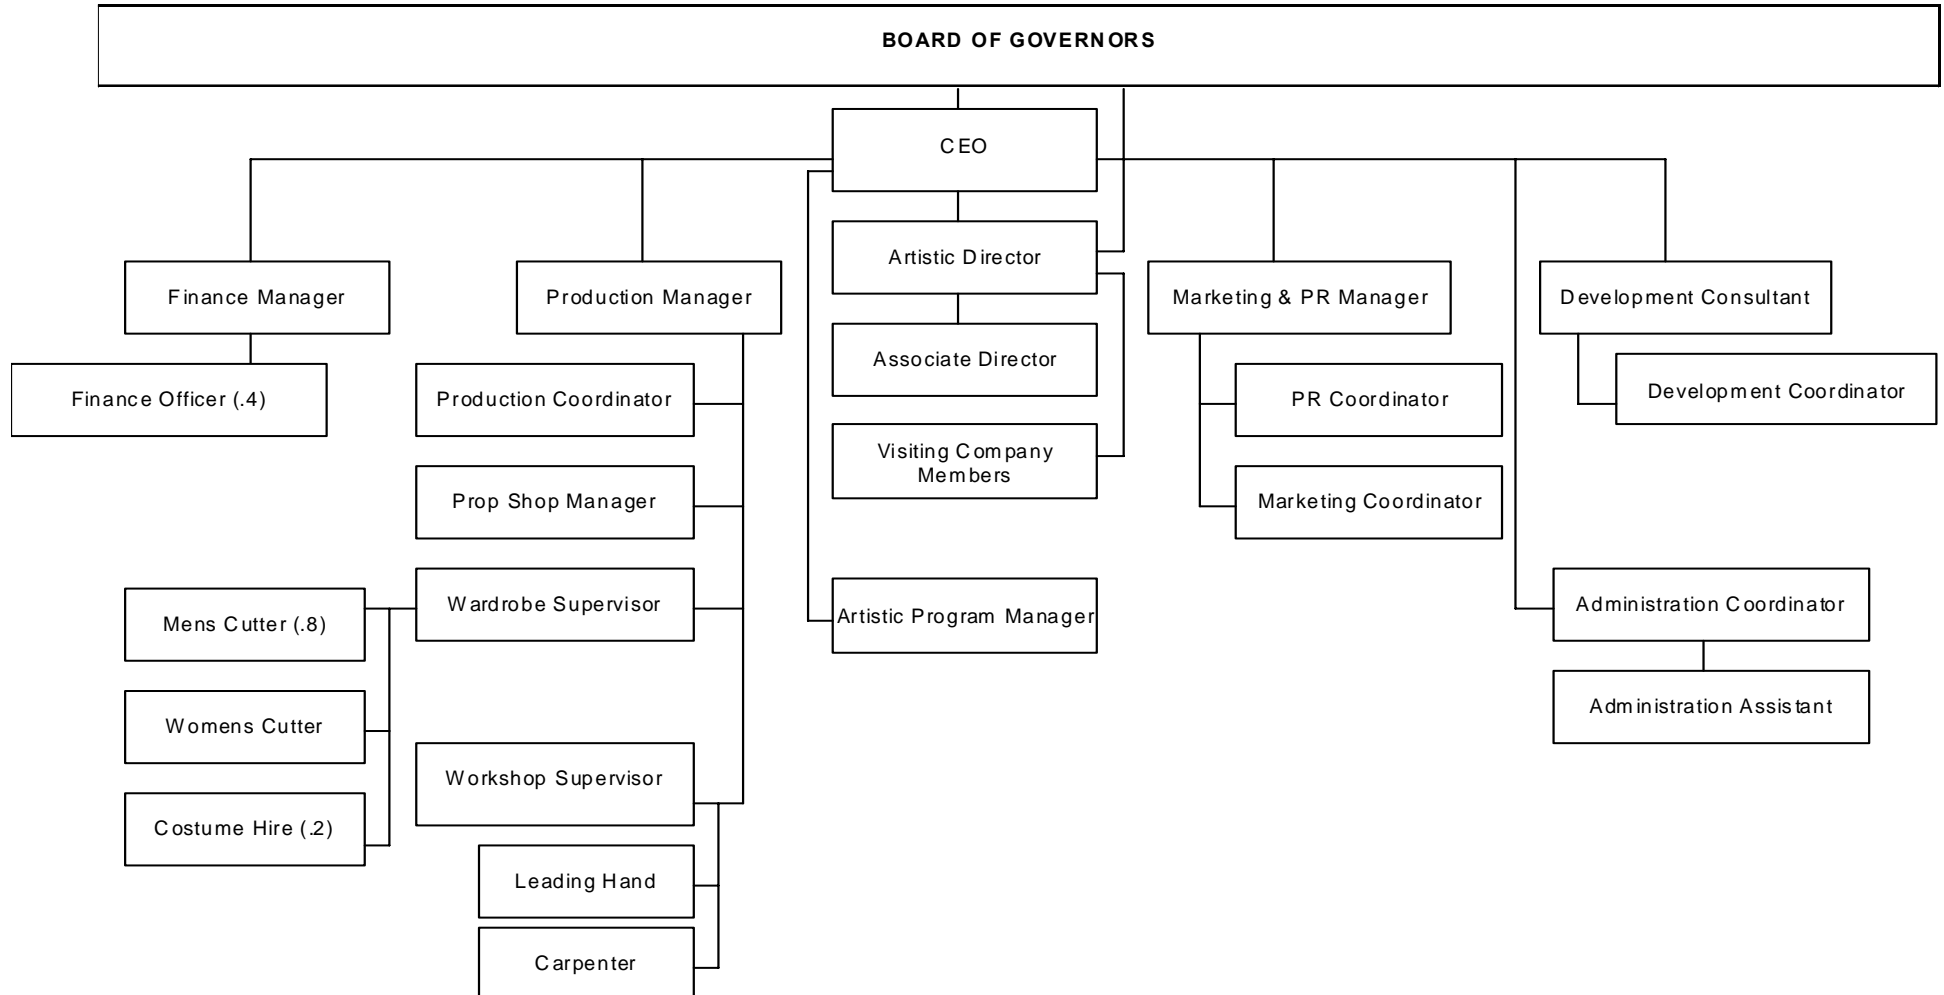 BOARD OF GOVERNORS
CEO
Artistic Director
Finance Manager
Production Manager
Marketing & PR Manager
Development Consultant
Associate Director
Finance Officer (.4)
Production Coordinator
PR Coordinator
Development Coordinator
Visiting Company
Members
Prop Shop Manager
Marketing Coordinator
Mens Cutter (.8)
Wardrobe Supervisor
Artistic Program Manager
Administration Coordinator
Womens Cutter
Administration Assistant
Workshop Supervisor
Costume Hire (.2)
Leading Hand
Carpenter